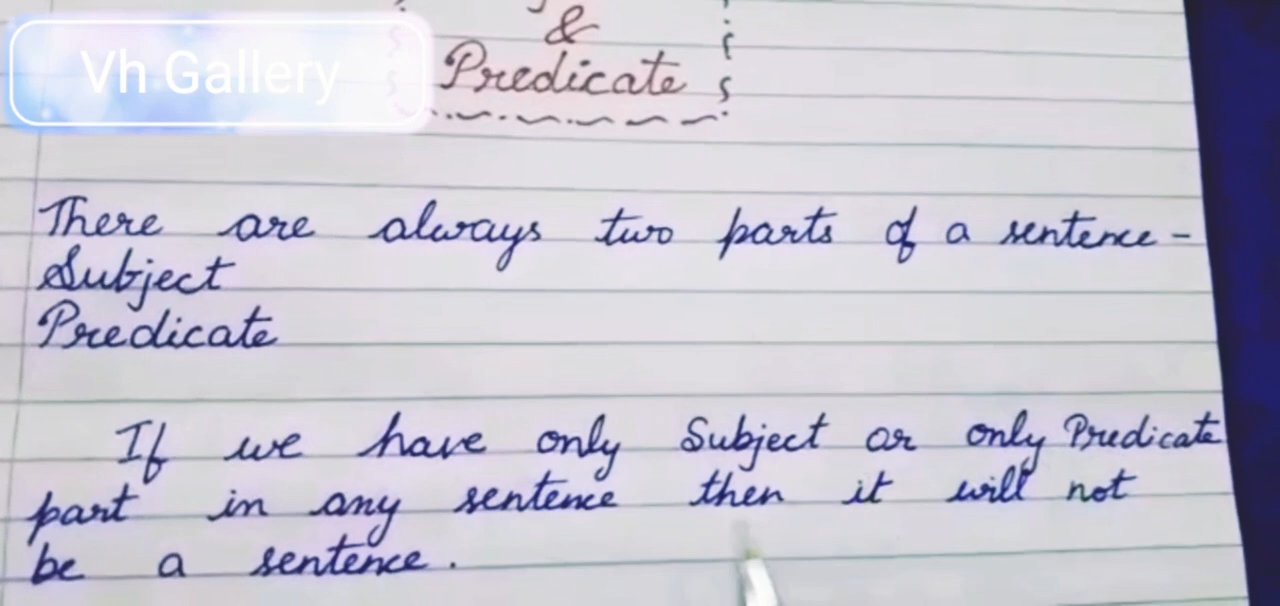 &
Vh Gallery
Predicate
There are always two parts of a sentence -
Subject
Predicate
If we have only Subject or only Predicate
part in any sentence then it will not
be a sentence.